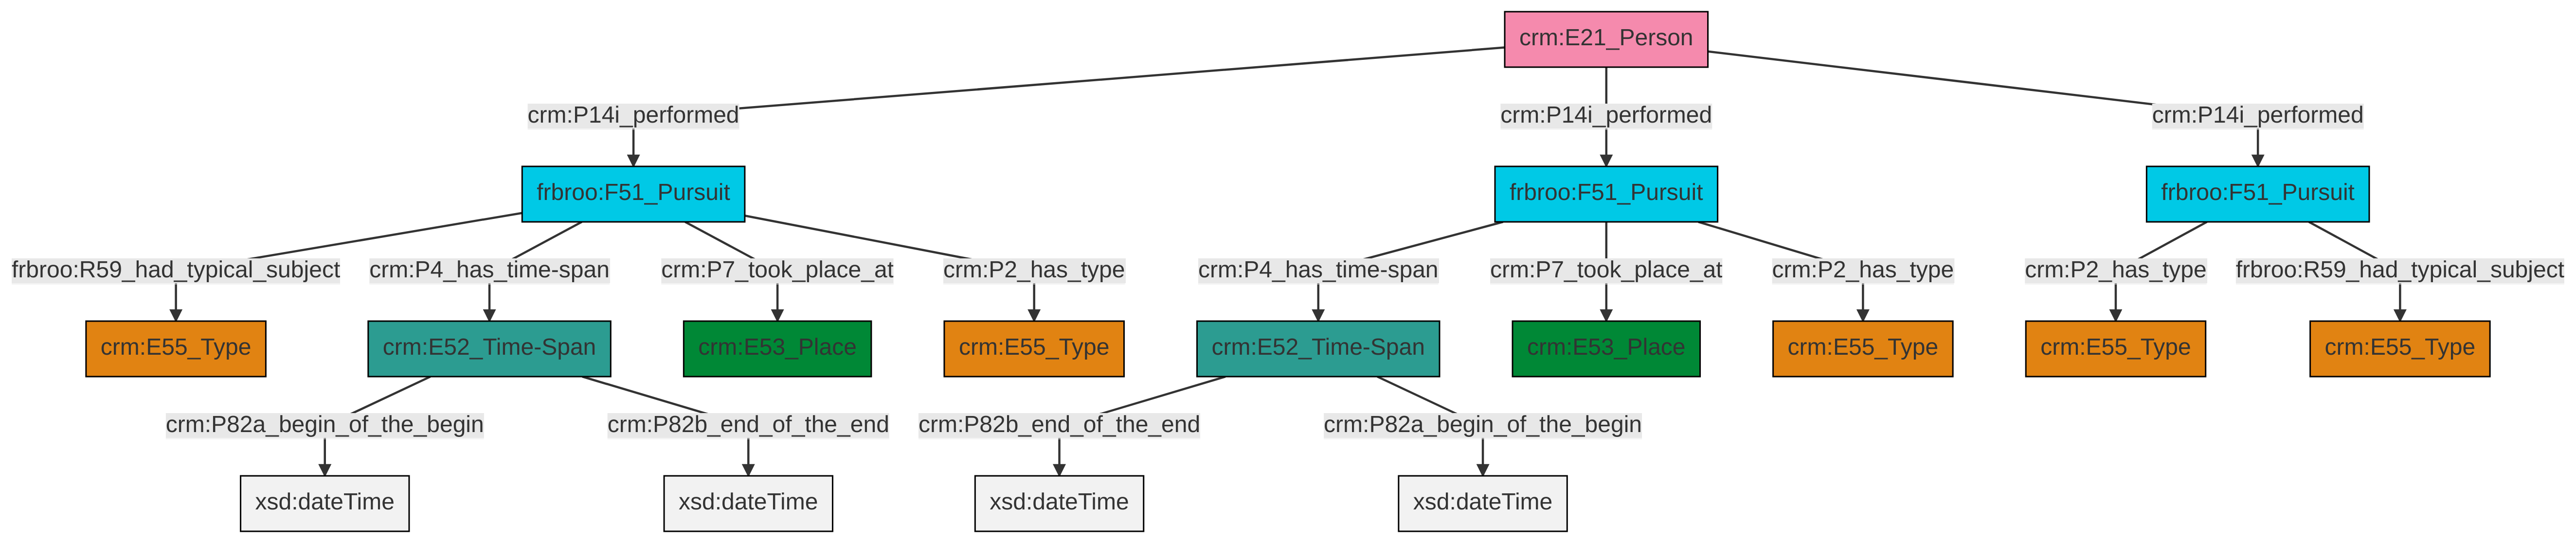 crm:E21_Person
crm:P14i_performed
crm:P14i_performed
crm:P14i_performed
frbroo:F51_Pursuit
frbroo:F51_Pursuit
frbroo:F51_Pursuit
frbroo:R59_had_typical_subject
crm:P4_has_time-span
crm:P7_took_place_at
crm:P2_has_type
crm:P4_has_time-span
crm:P7_took_place_at
crm:P2_has_type
crm:P2_has_type
frbroo:R59_had_typical_subject
crm:E55_Type
crm:E52_Time-Span
crm:E53_Place
crm:E55_Type
crm:E52_Time-Span
crm:E53_Place
crm:E55_Type
crm:E55_Type
crm:E55_Type
crm:P82a_begin_of_the_begin
crm:P82b_end_of_the_end
crm:P82b_end_of_the_end
crm:P82a_begin_of_the_begin
xsd:dateTime
xsd:dateTime
xsd:dateTime
xsd:dateTime